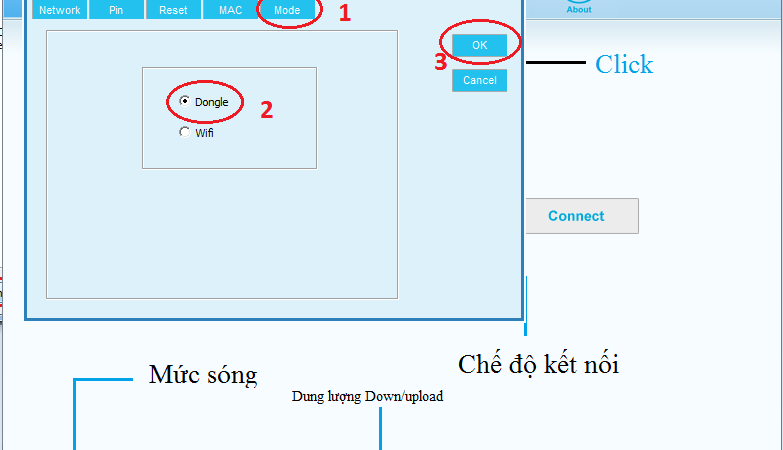 Network Pin Reset MAC Mode 1 About
OK
3
Click
Cancel
Dongle 2
Wifi
Connect
Chế độ kết nối
Mức sóng
Dung lượng Down/upload